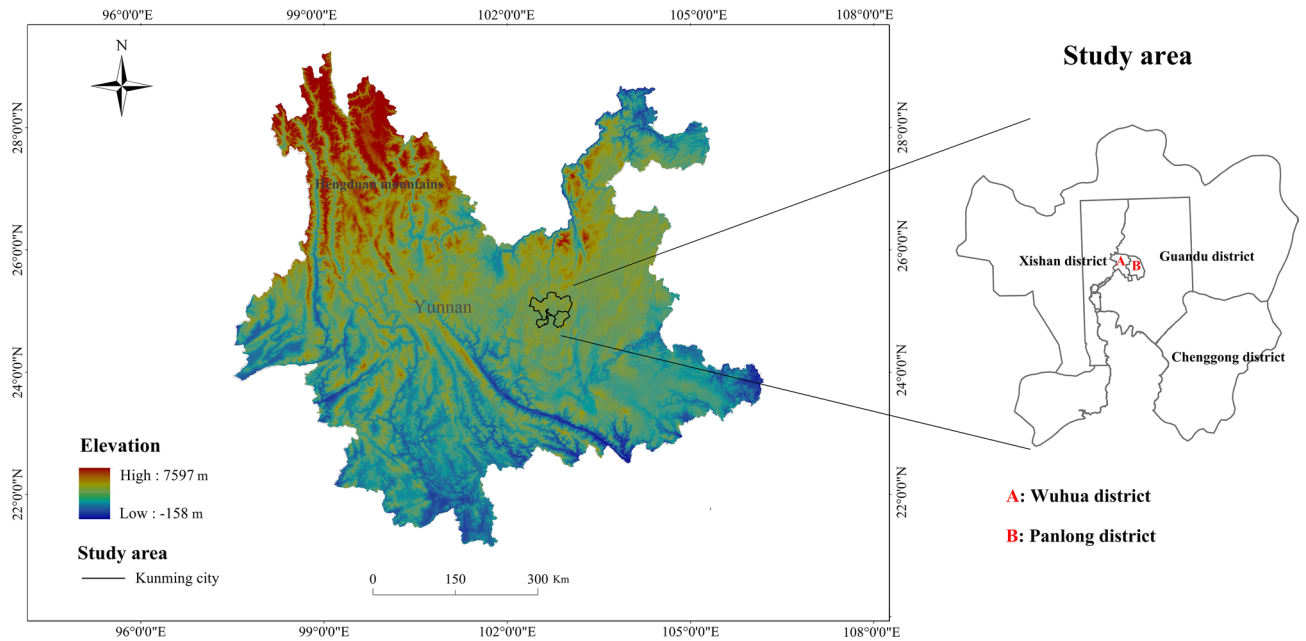 96°0'0"E
99°0'0"E
102°0'0"E
105°0'0"E
108°0'0"E
N
Study area
28°0'0"N
26°0'0"N
24°0'0"N
22°0'0"N
28°0'0"N
26°0'0"N
24°0'0"N
22°0'0"N
Hengduan mountains
Yunnan
Xishan district
A
B
Guandu district
Chenggong district
Elevation
High : 7597 m
Low : -158 m
Study area
Kunming city
0 150 300 Km
A: Wuhua district
B: Panlong district
96°0'0"E
99°0'0"E
102°0'0"E
105°0'0"E
108°0'0"E